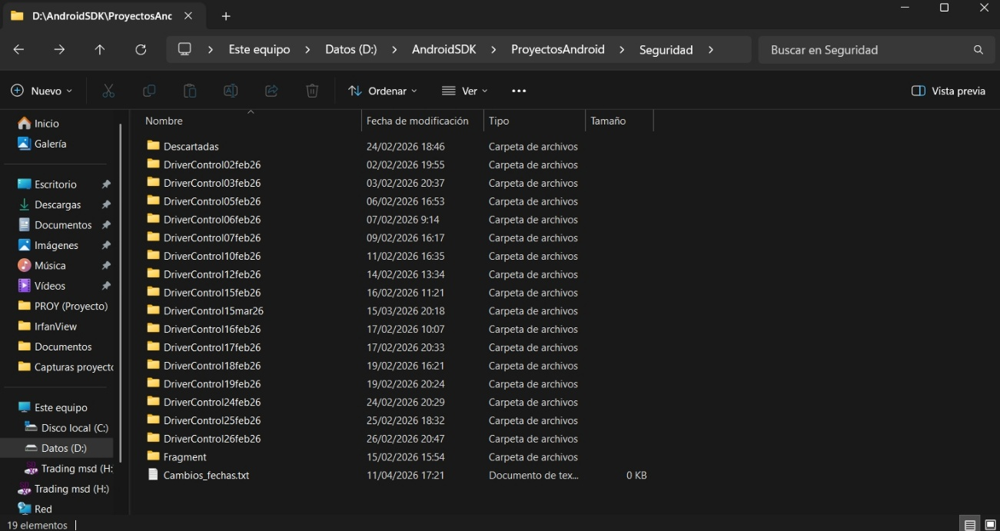 D:\AndroidSDK\ProyectosAnc
Este equipo > Datos (D:) > AndroidSDK > ProyectosAndroid > Seguridad >
Buscar en Seguridad
Nuevo
Ordenar
Ver
Vista previa
Inicio
Galería
Escritorio
Descargas
Documentos
Imágenes
Música
Vídeos
PROY (Proyecto)
IrfanView
Documentos
Capturas proyecto
Este equipo
Disco local (C:)
Datos (D:)
Trading msd (H:
Trading msd (H:)
Red
Nombre Fecha de modificación Tipo Tamaño
Descartadas 24/02/2026 18:46 Carpeta de archivos
DriverControl02feb26 02/02/2026 19:55 Carpeta de archivos
DriverControl03feb26 03/02/2026 20:37 Carpeta de archivos
DriverControl05feb26 06/02/2026 16:53 Carpeta de archivos
DriverControl06feb26 07/02/2026 9:14 Carpeta de archivos
DriverControl07feb26 09/02/2026 16:17 Carpeta de archivos
DriverControl10feb26 11/02/2026 16:35 Carpeta de archivos
DriverControl12feb26 14/02/2026 13:34 Carpeta de archivos
DriverControl15feb26 16/02/2026 11:21 Carpeta de archivos
DriverControl15mar26 15/03/2026 20:18 Carpeta de archivos
DriverControl16feb26 17/02/2026 10:07 Carpeta de archivos
DriverControl17feb26 17/02/2026 20:33 Carpeta de archivos
DriverControl18feb26 19/02/2026 16:21 Carpeta de archivos
DriverControl19feb26 19/02/2026 20:24 Carpeta de archivos
DriverControl24feb26 24/02/2026 20:29 Carpeta de archivos
DriverControl25feb26 25/02/2026 18:32 Carpeta de archivos
DriverControl26feb26 26/02/2026 20:47 Carpeta de archivos
Fragment 15/02/2026 15:54 Carpeta de archivos
Cambios_fechas.txt 11/04/2026 17:21 Documento de tex... 0 KB
19 elementos